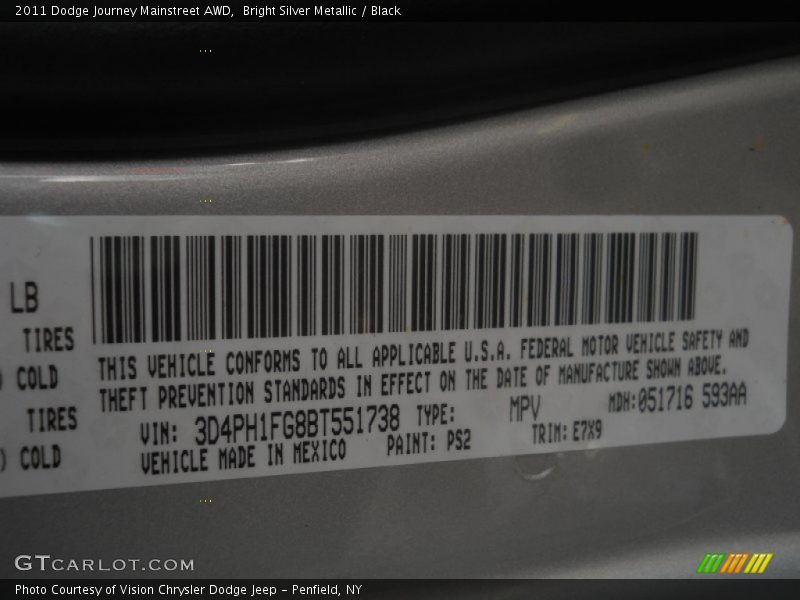 2011 Dodge Journey Mainstreet AWD,  Bright Silver Metallic / Black
LB
TIRES
) COLD
TIRES
) COLD
THIS VEHICLE CONFORMS TO ALL APPLICABLE U.S.A. FEDERAL MOTOR VEHICLE SAFETY AND
THEFT PREVENTION STANDARDS IN EFFECT ON THE DATE OF MANUFACTURE SHOWN ABOVE.
VIN: 3D4PH1FG8BT551738 TYPE: MPV MDH:051716 593AA
VEHICLE MADE IN MEXICO PAINT: PS2 TRIM: E7X9
GTCARLOT.COM
Photo Courtesy of Vision Chrysler Dodge Jeep - Penfield, NY